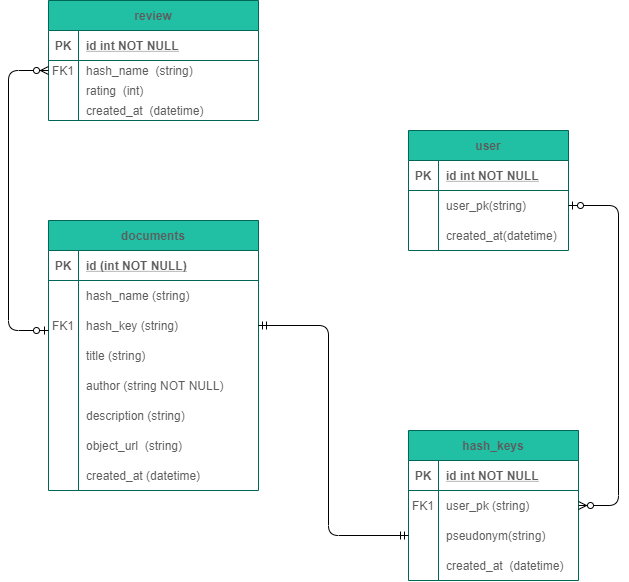 review
PK id int NOT NULL
FK1 hash_name (string)
rating (int)
created_at (datetime)
user
PK id int NOT NULL
user_pk(string)
created_at(datetime)
documents
PK id (int NOT NULL)
hash_name (string)
FK1 hash_key (string)
title (string)
author (string NOT NULL)
description (string)
object_url (string)
created_at (datetime)
hash_keys
PK id int NOT NULL
FK1 user_pk (string)
pseudonym(string)
created_at (datetime)